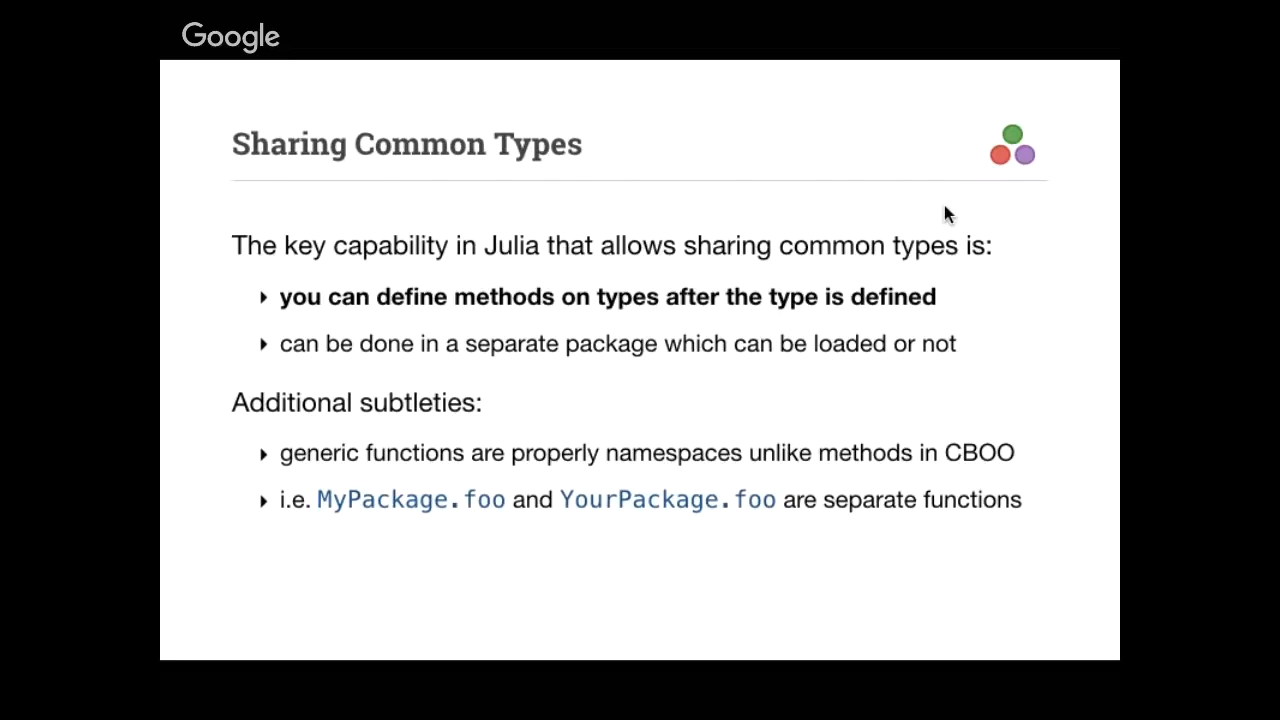 Google
Sharing Common Types
The key capability in Julia that allows sharing common types is:
you can define methods on types after the type is defined
can be done in a separate package which can be loaded or not
Additional subtleties:
generic functions are properly namespaces unlike methods in CBOO
i.e. MyPackage.foo and YourPackage.foo are separate functions